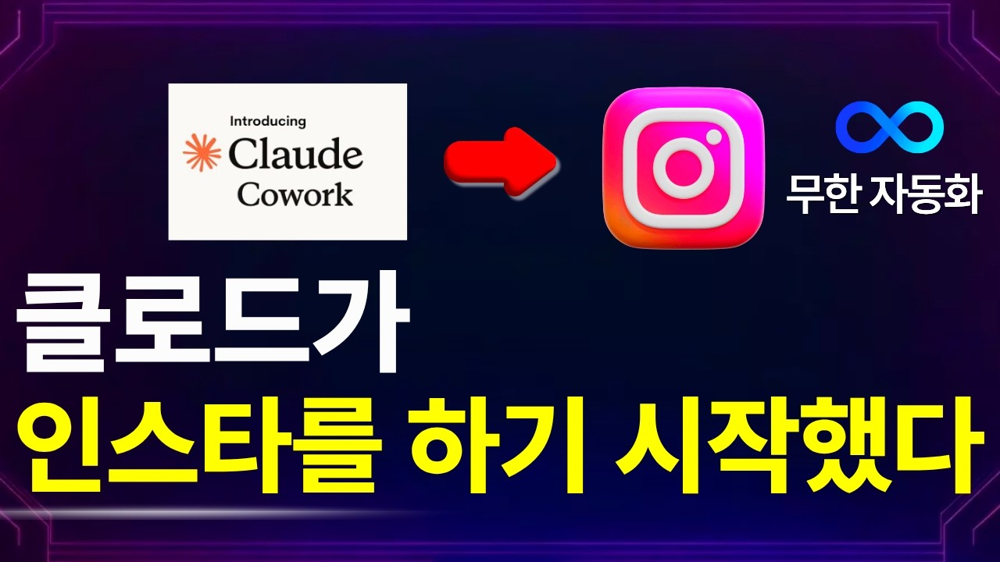 Introducing
Claude
Cowork
무한 자동화
클로드가
인스타를 하기 시작했다